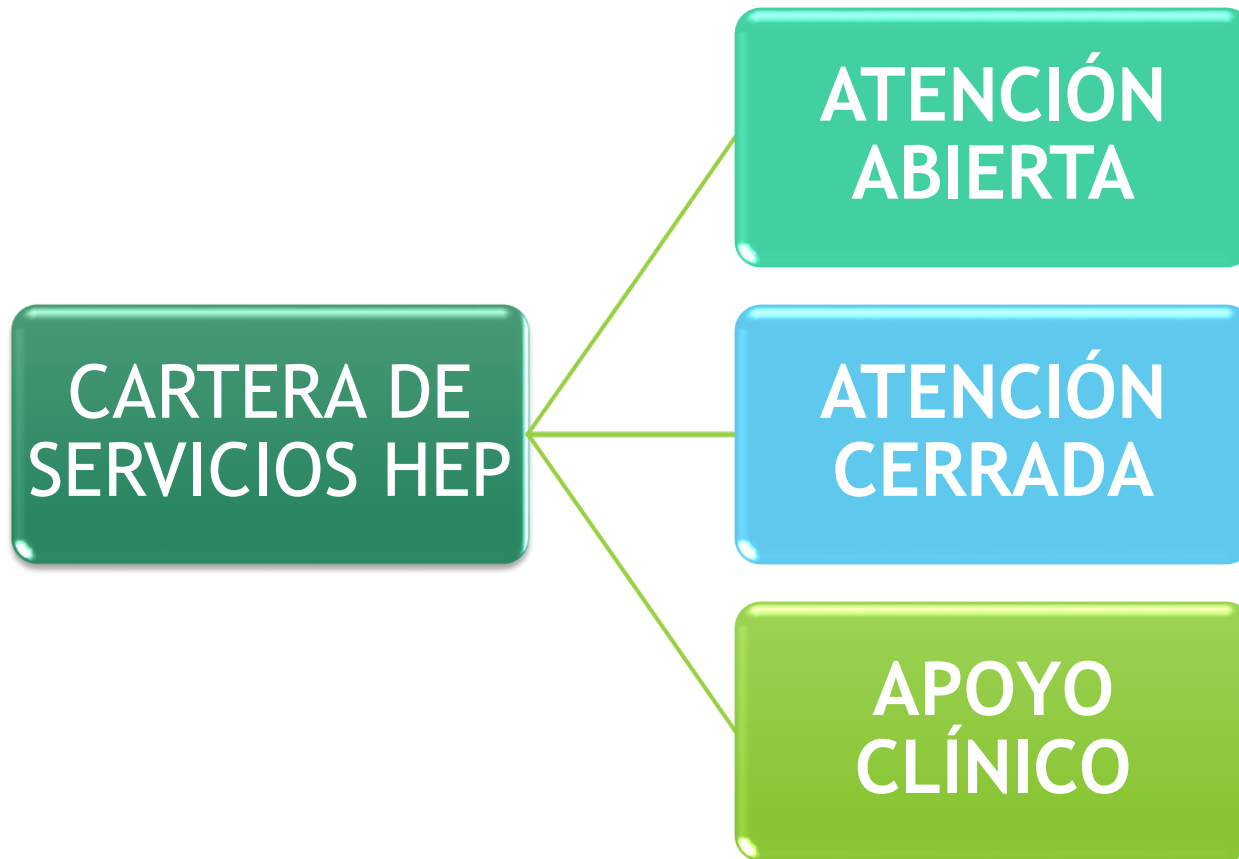 CARTERA DE
SERVICIOS HEP
ATENCIÓN
ABIERTA
ATENCIÓN
CERRADA
APOYO
CLÍNICO